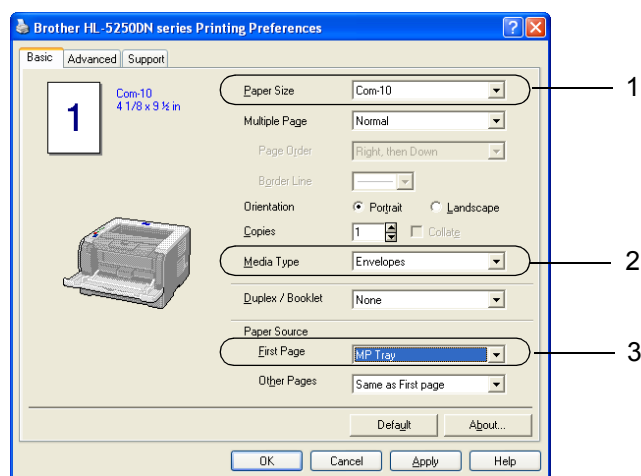 Brother HL-5250DN series Printing Preferences
Basic Advanced Support
1
Com-10
4 1/8 x 9 ½ in
Paper Size Com-10 1
Multiple Page Normal
Page Order Right, then Down
Border Line
Orientation Portrait Landscape
Copies 1 Collate
Media Type Envelopes 2
Duplex / Booklet None
Paper Source
First Page MP Tray 3
Other Pages Same as First page
Default About...
OK Cancel Apply Help